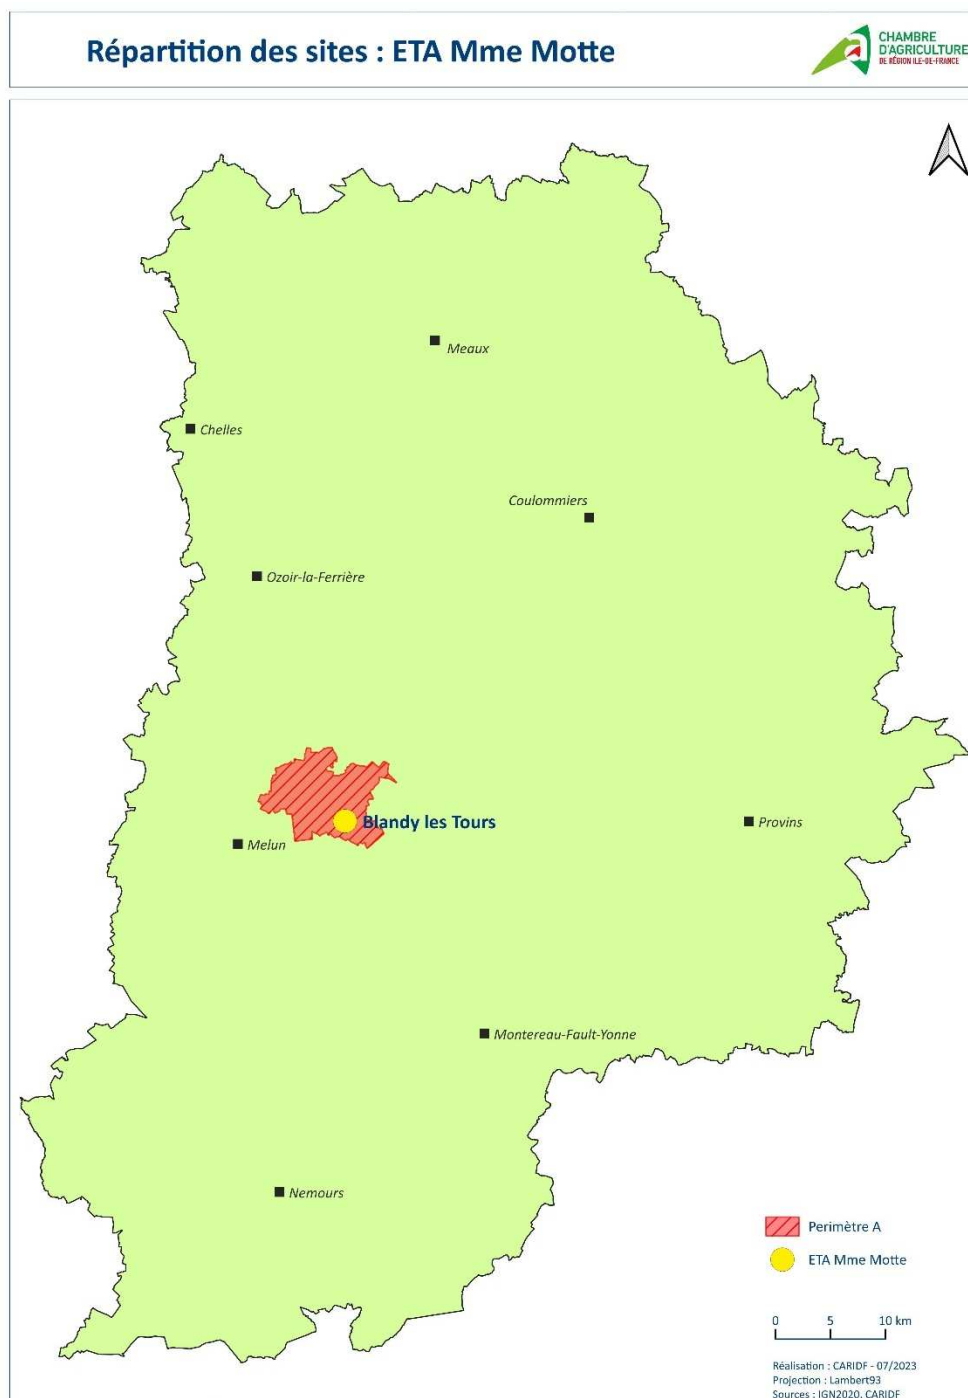 Répartition des sites : ETA Mme Motte
CHAMBRE
D'AGRICULTURE
DE RÉGION ILE-DE-FRANCE
Meaux
Chelles
Coulommiers
Ozoir-la-Ferrière
Blandy les Tours
Provins
Melun
Montereau-Fault-Yonne
Nemours
Perimètre A
ETA Mme Motte
0 5 10 km
Réalisation : CARIDF - 07/2023
Projection : Lambert93
Sources : IGN2020, CARIDF